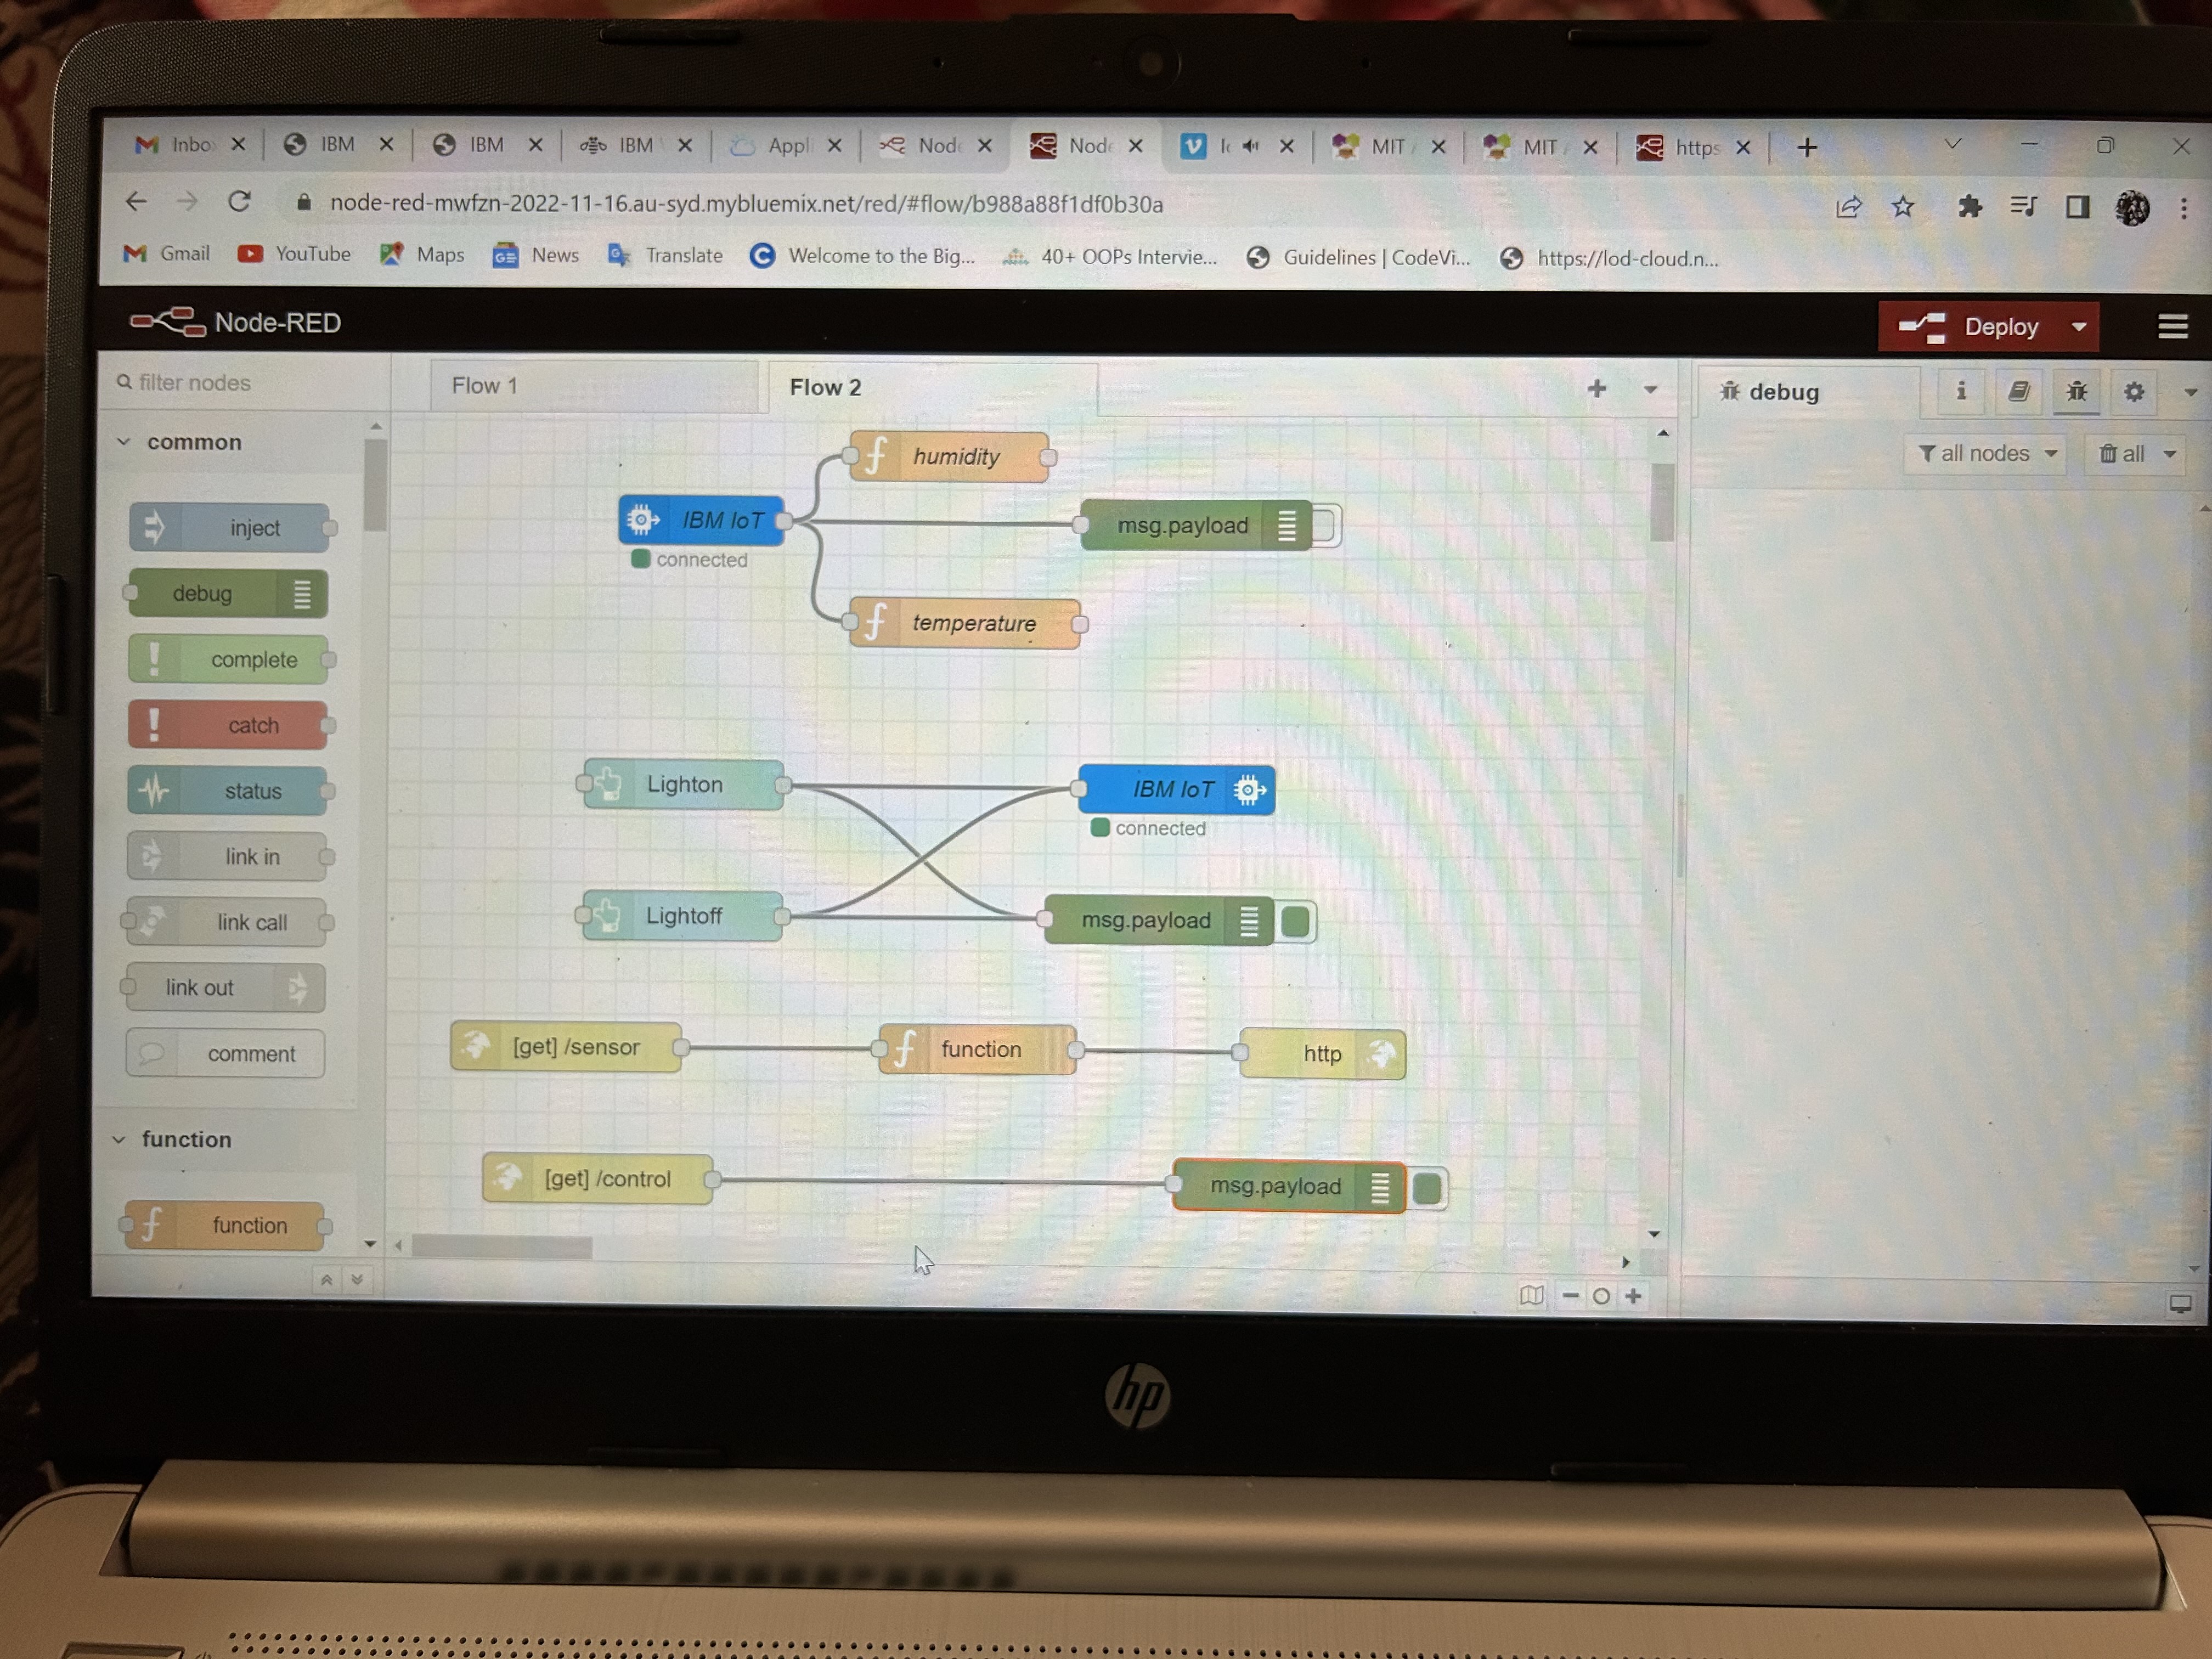 Inbo IBM IBM IBM Appl Node Node MIT MIT https
node-red-mwfzn-2022-11-16.au-syd.mybluemix.net/red/#flow/b988a88f1df0b30a
Gmail YouTube Maps News Translate Welcome to the Big... 40+ OOPs Intervie... Guidelines | CodeVi... https://lod-cloud.n...
Node-RED Deploy
filter nodes
Flow 1 Flow 2
debug
all nodes all
common
inject
debug
complete
catch
status
link in
link call
link out
comment
function
function
humidity
IBM IoT
connected
msg.payload
temperature
Lighton
IBM IoT
connected
Lightoff
msg.payload
[get] /sensor function http
[get] /control msg.payload
hp